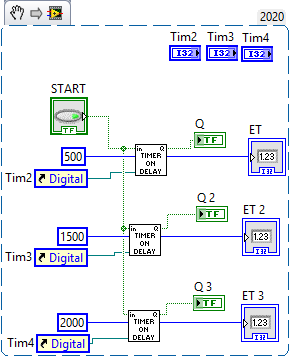 2020
Tim2 Tim3 Tim4
I32 I32 I32
START
TF
Q
TF
ET
1.23
I32
500
in Q
TIMER
ON
DELAY
Tim2 Digital
Q 2
TF
ET 2
1.23
I32
1500
in Q
TIMER
ON
DELAY
Tim3 Digital
Q 3
TF
ET 3
1.23
I32
2000
in Q
TIMER
ON
DELAY
Tim4 Digital